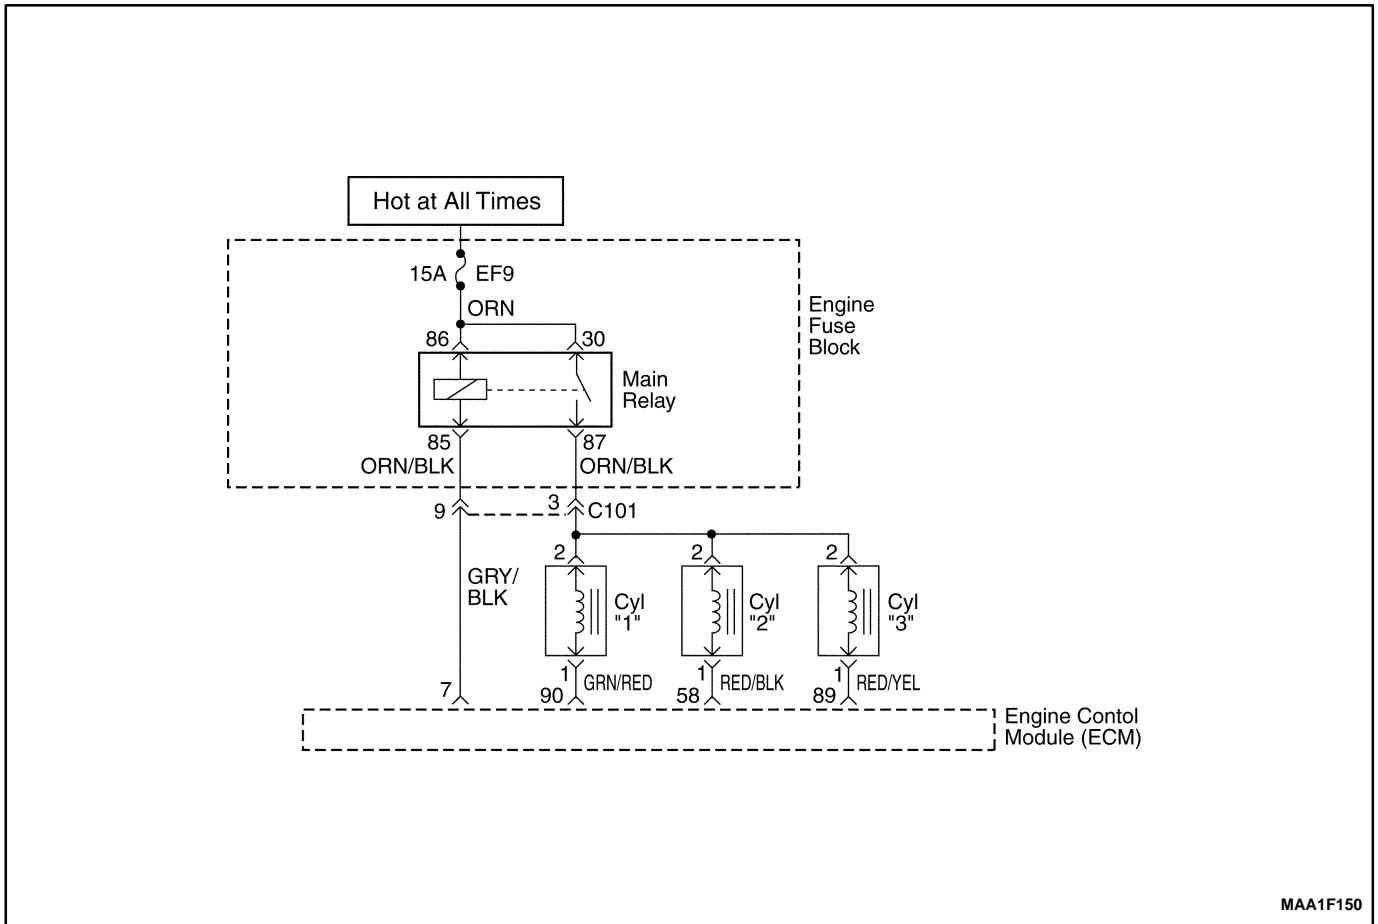 Hot at All Times
15A EF9
ORN
Engine
Fuse
Block
86 30
Main
Relay
85 87
ORN/BLK ORN/BLK
9 3 C101
2 2 2
GRY/
BLK
Cyl
"1"
Cyl
"2"
Cyl
"3"
1 GRN/RED 1 RED/BLK 1 RED/YEL
7 90 58 89
Engine Contol
Module (ECM)
MAA1F150